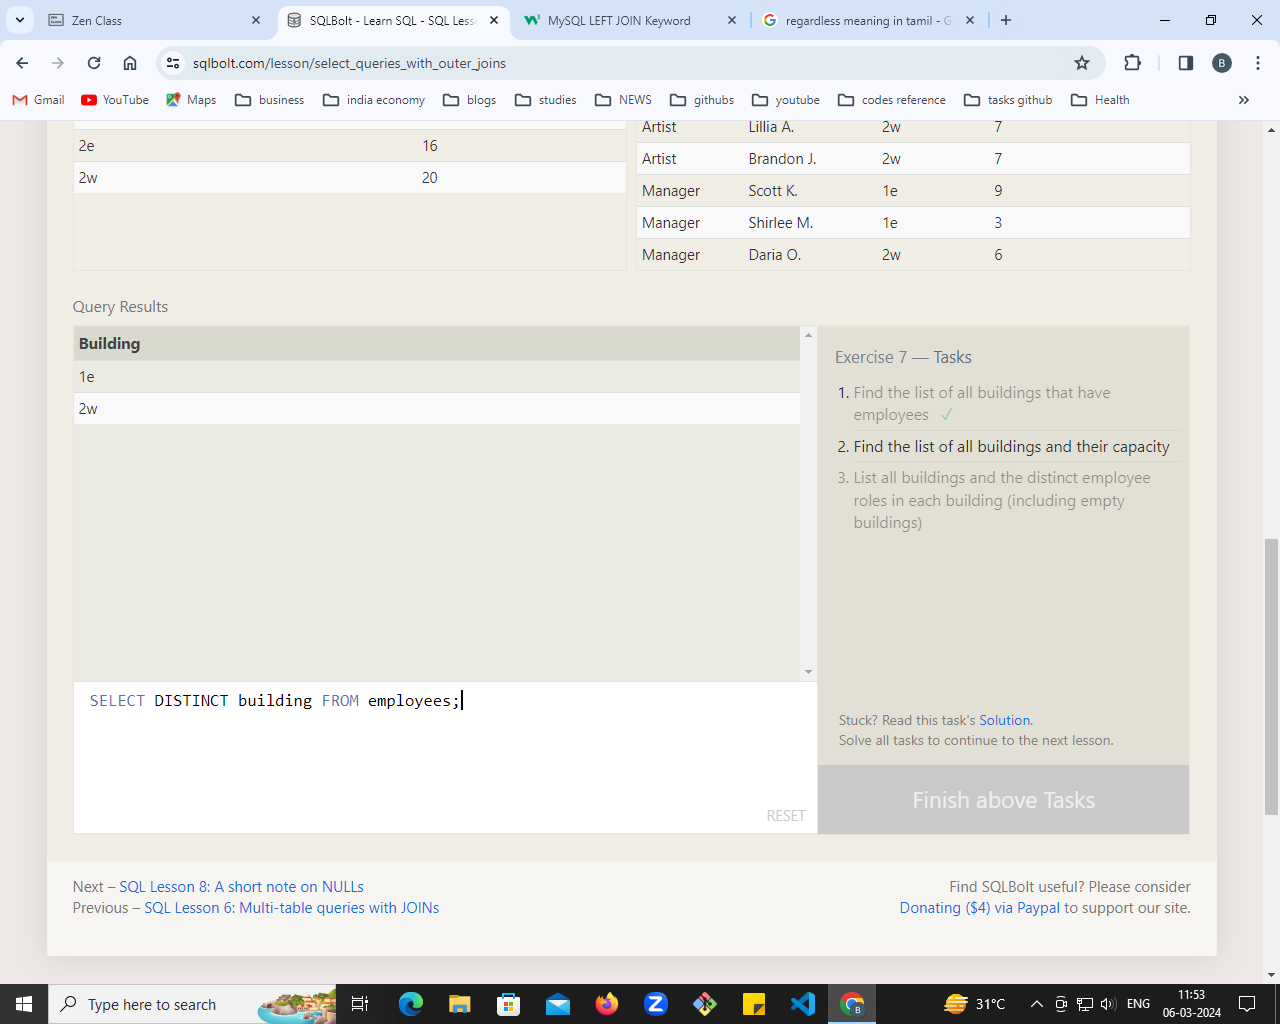 Zen Class
SQLBolt - Learn SQL - SQL Less
MySQL LEFT JOIN Keyword
regardless meaning in tamil - G
sqlbolt.com/lesson/select_queries_with_outer_joins
B
Gmail YouTube Maps business india economy blogs studies NEWS githubs youtube codes reference tasks github Health
Artist Lillia A. 2w 7
2e 16
Artist Brandon J. 2w 7
2w 20
Manager Scott K. 1e 9
Manager Shirlee M. 1e 3
Manager Daria O. 2w 6
Query Results
Building
1e
2w
Exercise 7 — Tasks
1. Find the list of all buildings that have
employees ✓
2. Find the list of all buildings and their capacity
3. List all buildings and the distinct employee
roles in each building (including empty
buildings)
SELECT DISTINCT building FROM employees;
RESET
Stuck? Read this task's Solution.
Solve all tasks to continue to the next lesson.
Finish above Tasks
Next – SQL Lesson 8: A short note on NULLs
Previous – SQL Lesson 6: Multi-table queries with JOINs
Find SQLBolt useful? Please consider
Donating ($4) via Paypal to support our site.
Type here to search
31°C
ENG
11:53
06-03-2024